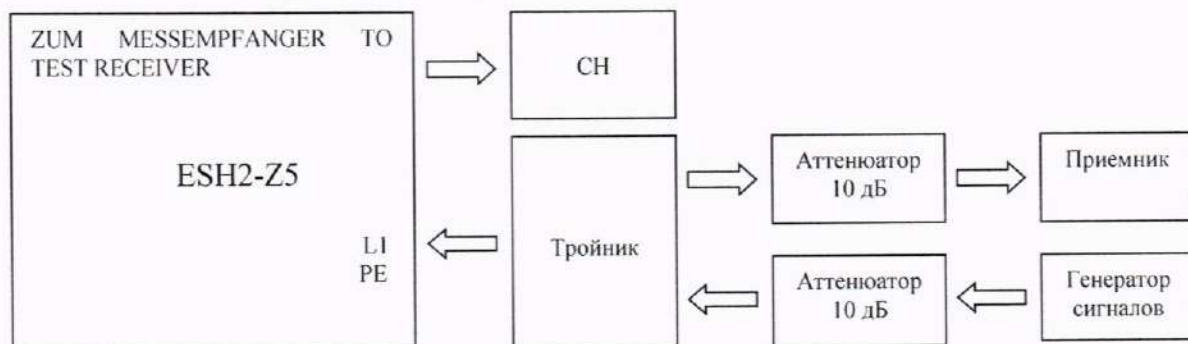 ZUM MESSEMPFANGER TO
TEST RECEIVER
СН
ESH2-Z5
Аттенюатор
10 дБ
Приемник
L1
PE
Тройник
Аттенюатор
10 дБ
Генератор
сигналов